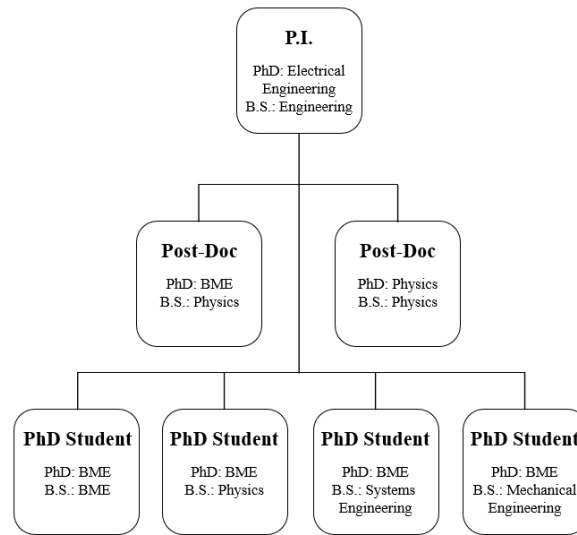 P.I.
PhD: Electrical
Engineering
B.S.: Engineering
Post-Doc
PhD: BME
B.S.: Physics
Post-Doc
PhD: Physics
B.S.: Physics
PhD Student
PhD: BME
B.S.: BME
PhD Student
PhD: BME
B.S.: Physics
PhD Student
PhD: BME
B.S.: Systems
Engineering
PhD Student
PhD: BME
B.S.: Mechanical
Engineering